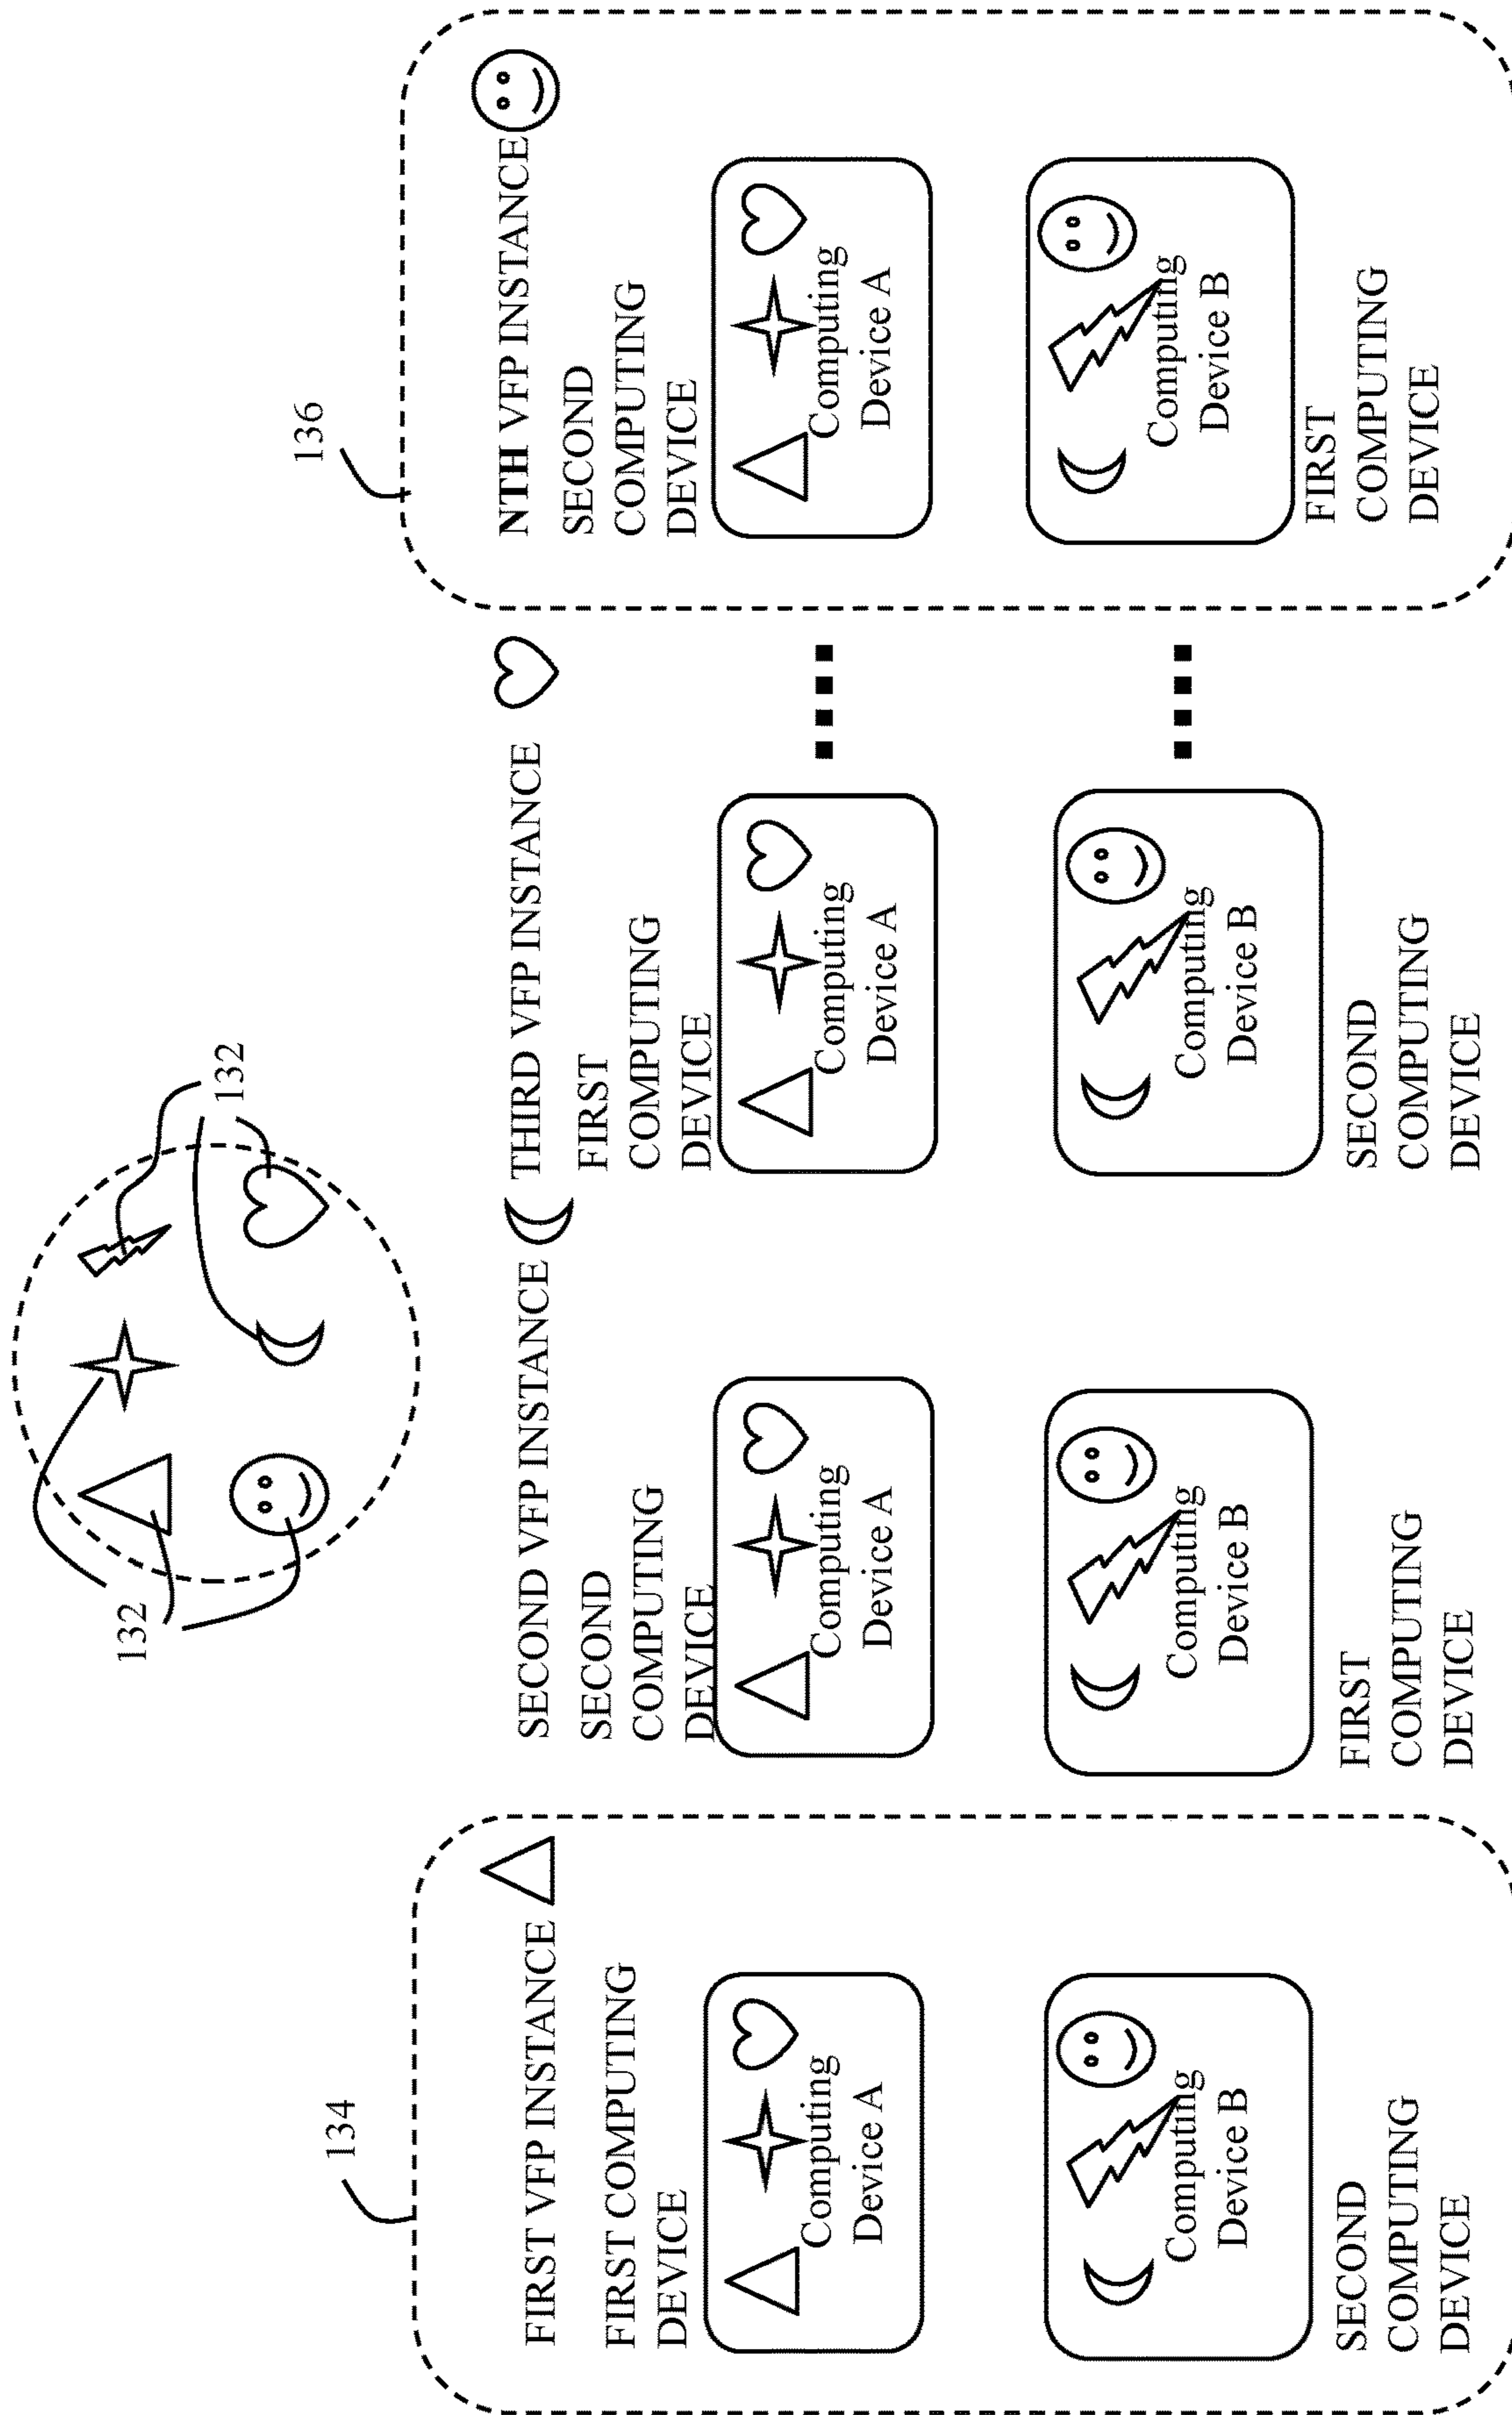 132
132
134
136
FIRST VFP INSTANCE
FIRST COMPUTING
DEVICE
Computing
Device A
Computing
Device B
SECOND
COMPUTING
DEVICE
SECOND VFP INSTANCE
SECOND
COMPUTING
DEVICE
Computing
Device A
Computing
Device B
FIRST
COMPUTING
DEVICE
THIRD VFP INSTANCE
FIRST
COMPUTING
DEVICE
Computing
Device A
Computing
Device B
SECOND
COMPUTING
DEVICE
NTH VFP INSTANCE
SECOND
COMPUTING
DEVICE
Computing
Device A
Computing
Device B
FIRST
COMPUTING
DEVICE